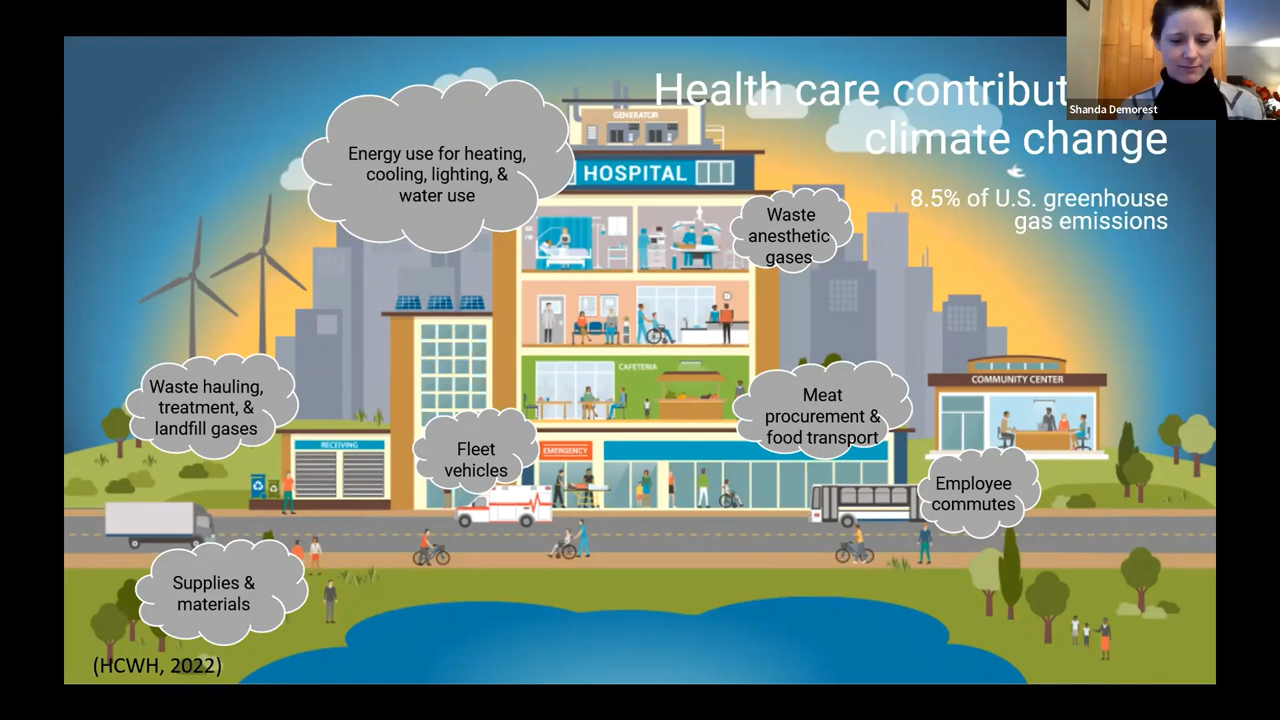 Health care contribut
climate change
8.5% of U.S. greenhouse
gas emissions
Shanda Demorest
GENERATOR
HOSPITAL
Energy use for heating,
cooling, lighting, &
water use
Waste
anesthetic
gases
CAFETERIA
COMMUNITY CENTER
Waste hauling,
treatment, &
landfill gases
Meat
procurement &
food transport
RECEIVING
Fleet
vehicles
EMERGENCY
Employee
commutes
Supplies &
materials
(HCWH, 2022)